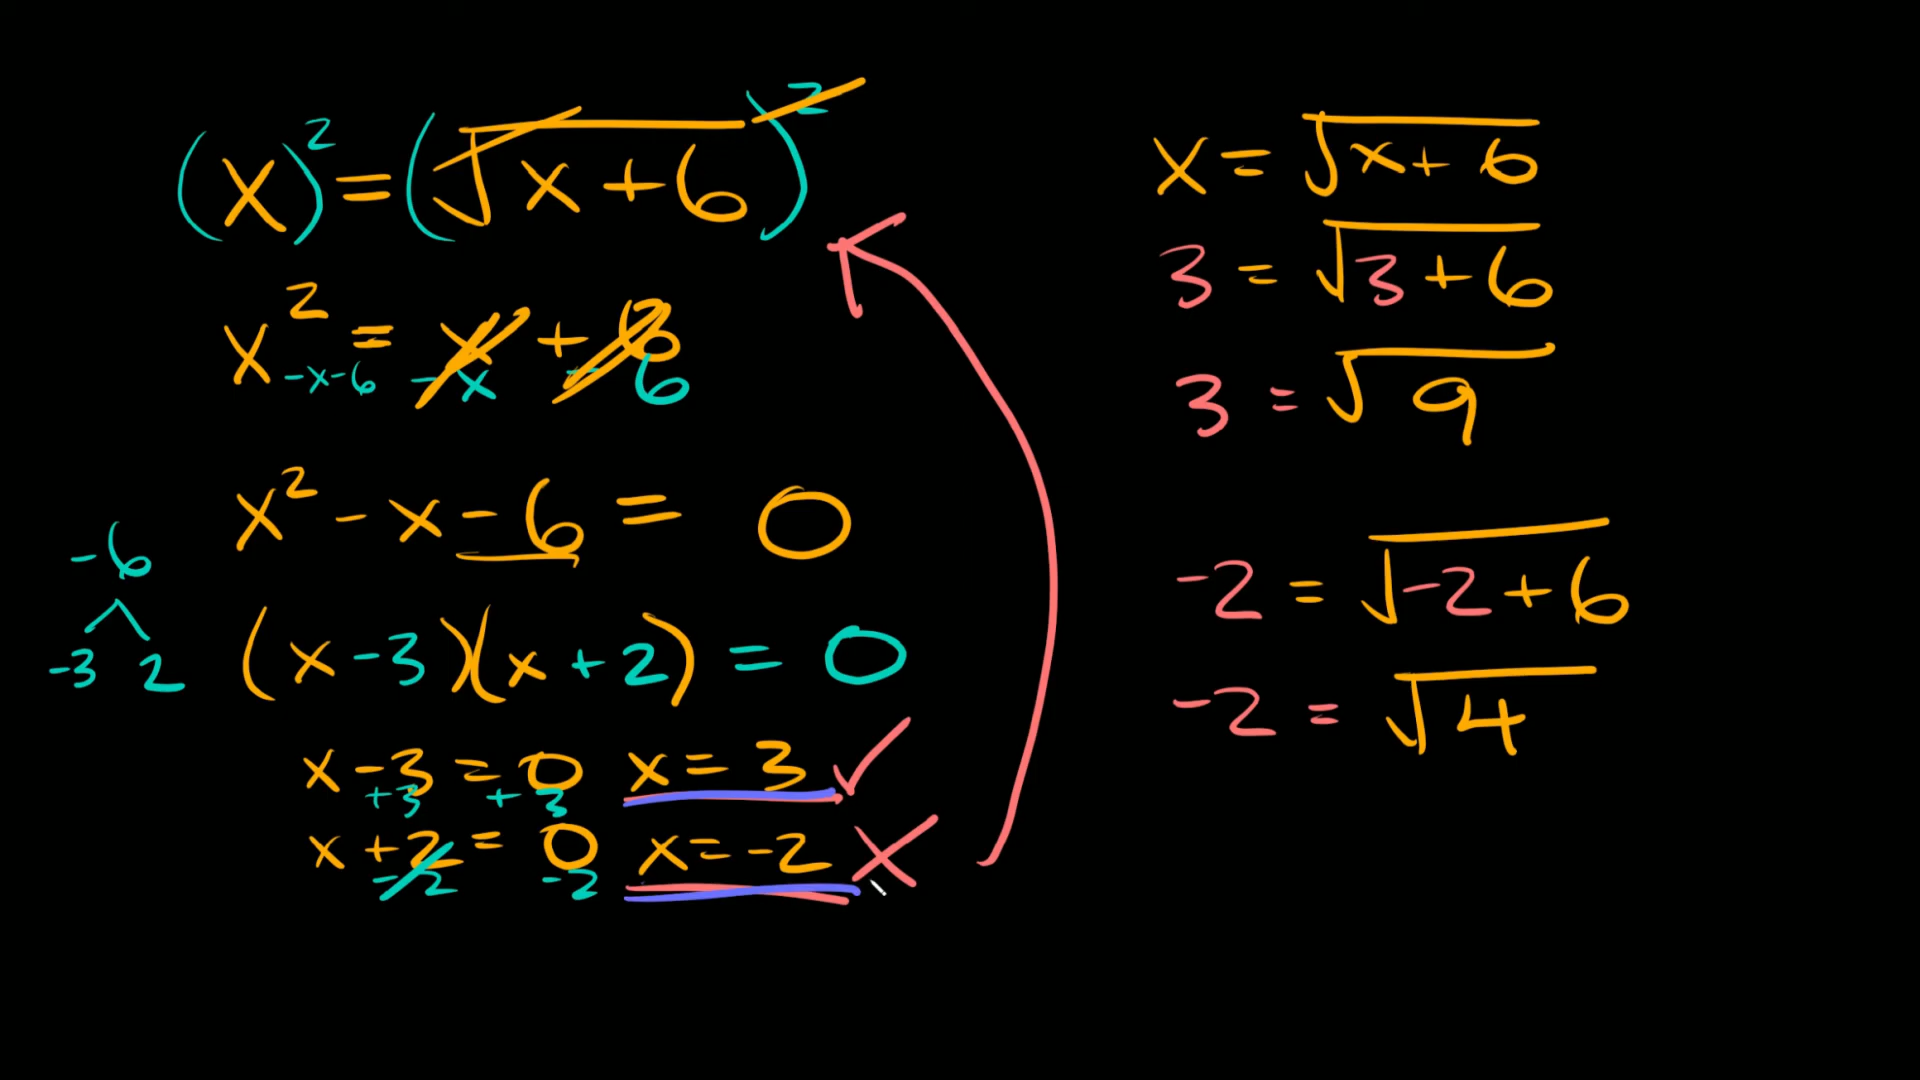 (x)² = (√x + 6)²
x² = x + 6
-x-6 -x - 6
x² - x - 6 = 0
-6
-3 2
(x - 3)(x + 2) = 0
x - 3 = 0 x = 3 ✓
+3 +3
x + 2 = 0 x = -2 ✗
-2 -2
x = √x + 6
3 = √3 + 6
3 = √9
-2 = √-2 + 6
-2 = √4